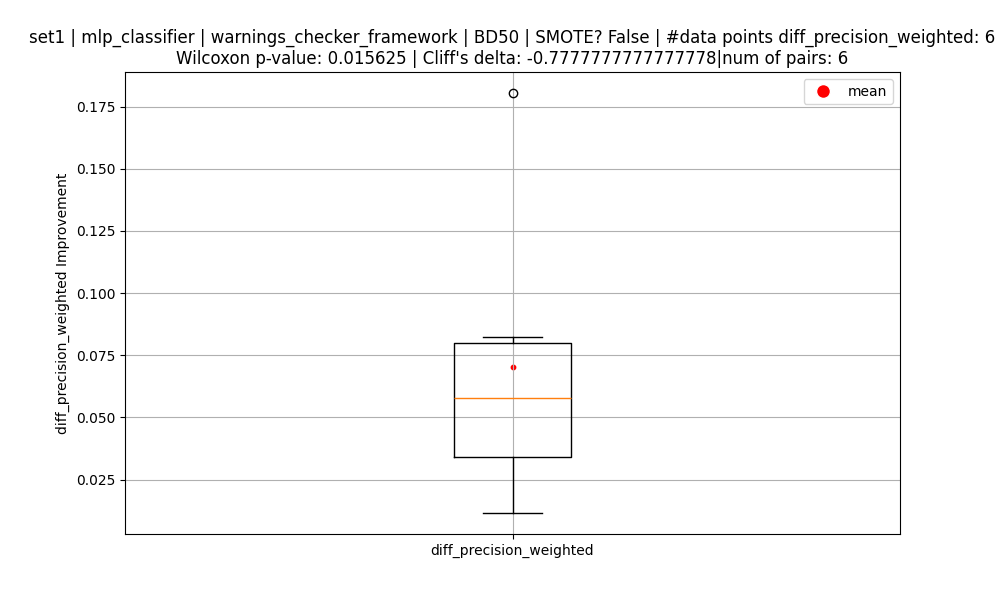 set1 | mlp_classifier | warnings_checker_framework | BD50 | SMOTE? False | #data points diff_precision_weighted: 6
Wilcoxon p-value: 0.015625 | Cliff's delta: -0.7777777777777778|num of pairs: 6
mean
0.175
0.150
0.125
0.100
0.075
0.050
0.025
diff_precision_weighted Improvement
diff_precision_weighted